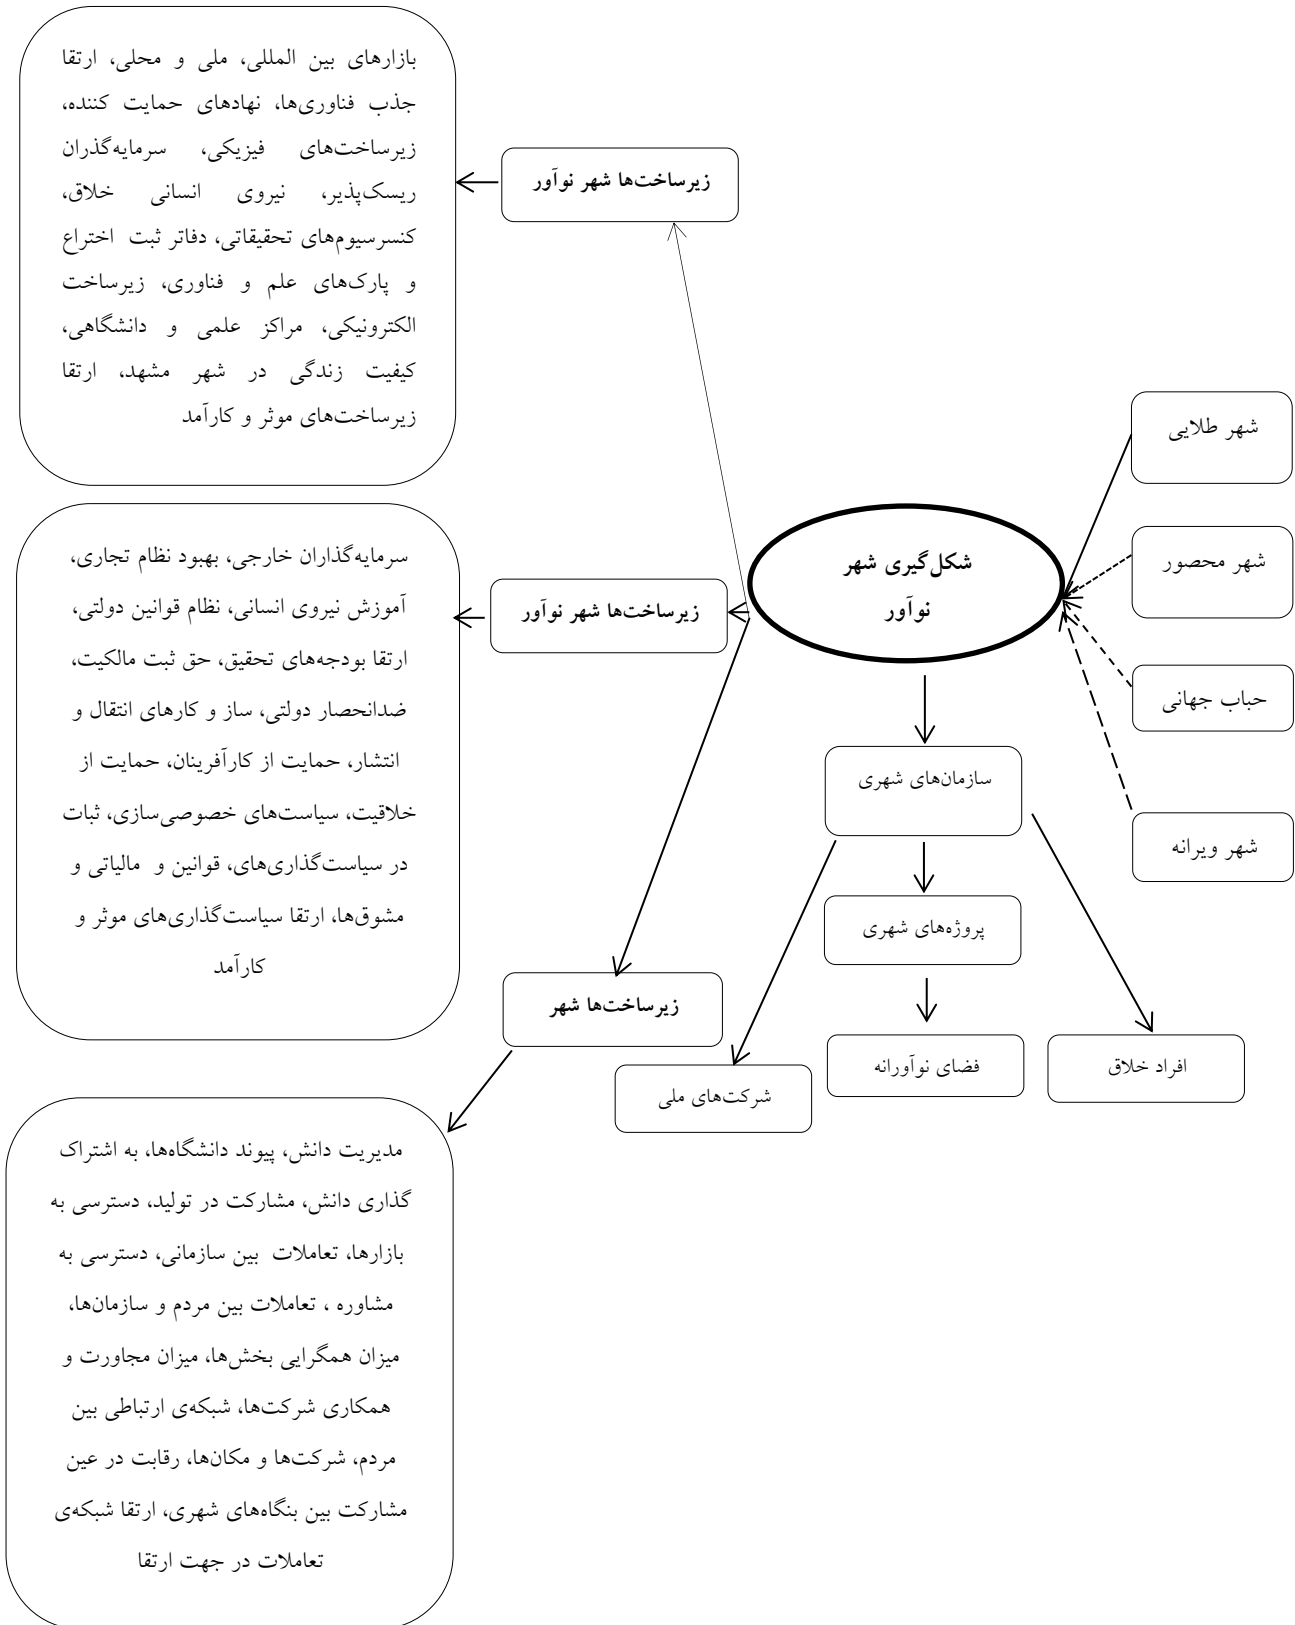 بازارهای بین المللی، ملی و محلی، ارتقا
جذب فناوری‌ها، نهادهای حمایت کننده،
زیرساخت‌های فیزیکی، سرمایه‌گذران
ریسک‌پذیر، نیروی انسانی خلاق،
کنسرسیوم‌های تحقیقاتی، دفاتر ثبت اختراع
و پارک‌های علم و فناوری، زیرساخت
الکترونیکی، مراکز علمی و دانشگاهی،
کیفیت زندگی در شهر مشهد، ارتقا
زیرساخت‌های موثر و کارآمد
زیرساخت‌ها شهر نوآور
شهر طلایی
شهر محصور
حباب جهانی
شهر ویرانه
شکل‌گیری شهر
نوآور
زیرساخت‌ها شهر نوآور
سرمایه‌گذاران خارجی، بهبود نظام تجاری،
آموزش نیروی انسانی، نظام قوانین دولتی،
ارتقا بودجه‌های تحقیق، حق ثبت مالکیت،
ضدانحصار دولتی، ساز و کارهای انتقال و
انتشار، حمایت از کارآفرینان، حمایت از
خلاقیت، سیاست‌های خصوصی‌سازی، ثبات
در سیاست‌گذاری‌های، قوانین و مالیاتی و
مشوق‌ها، ارتقا سیاست‌گذاری‌های موثر و
کارآمد
سازمان‌های شهری
پروژه‌های شهری
زیرساخت‌ها شهر
افراد خلاق
فضای نوآورانه
شرکت‌های ملی
مدیریت دانش، پیوند دانشگاه‌ها، به اشتراک
گذاری دانش، مشارکت در تولید، دسترسی به
بازارها، تعاملات بین سازمانی، دسترسی به
مشاوره ، تعاملات بین مردم و سازمان‌ها،
میزان همگرایی بخش‌ها، میزان مجاورت و
همکاری شرکت‌ها، شبکه‌ی ارتباطی بین
مردم، شرکت‌ها و مکان‌ها، رقابت در عین
مشارکت بین بنگاه‌های شهری، ارتقا شبکه‌ی
تعاملات در جهت ارتقا